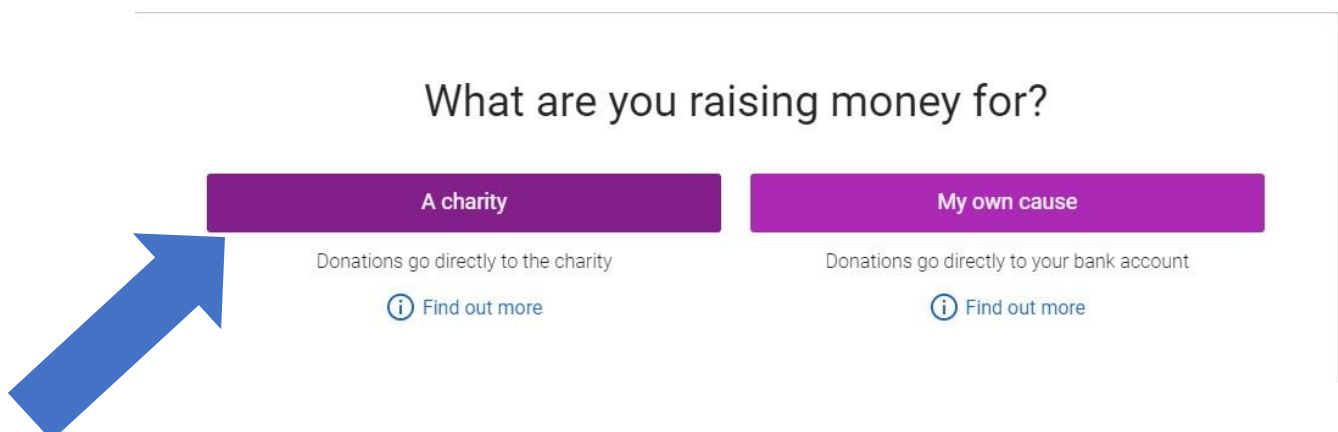 What are you raising money for?
A charity
My own cause
Donations go directly to the charity
Donations go directly to your bank account
Find out more
Find out more